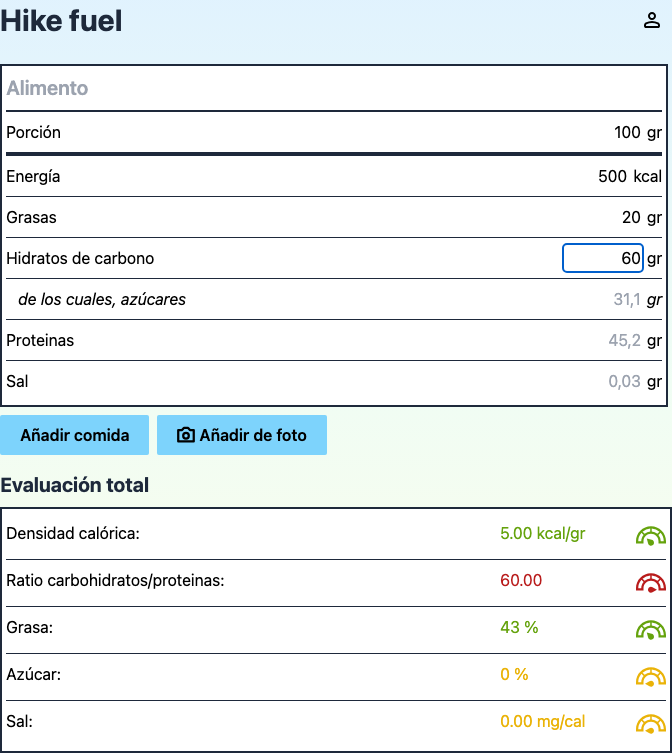 Hike fuel
Alimento
Porción 100 gr
Energía 500 kcal
Grasas 20 gr
Hidratos de carbono 60 gr
de los cuales, azúcares 31,1 gr
Proteinas 45,2 gr
Sal 0,03 gr
Añadir comida Añadir de foto
Evaluación total
Densidad calórica: 5.00 kcal/gr
Ratio carbohidratos/proteinas: 60.00
Grasa: 43 %
Azúcar: 0 %
Sal: 0.00 mg/cal